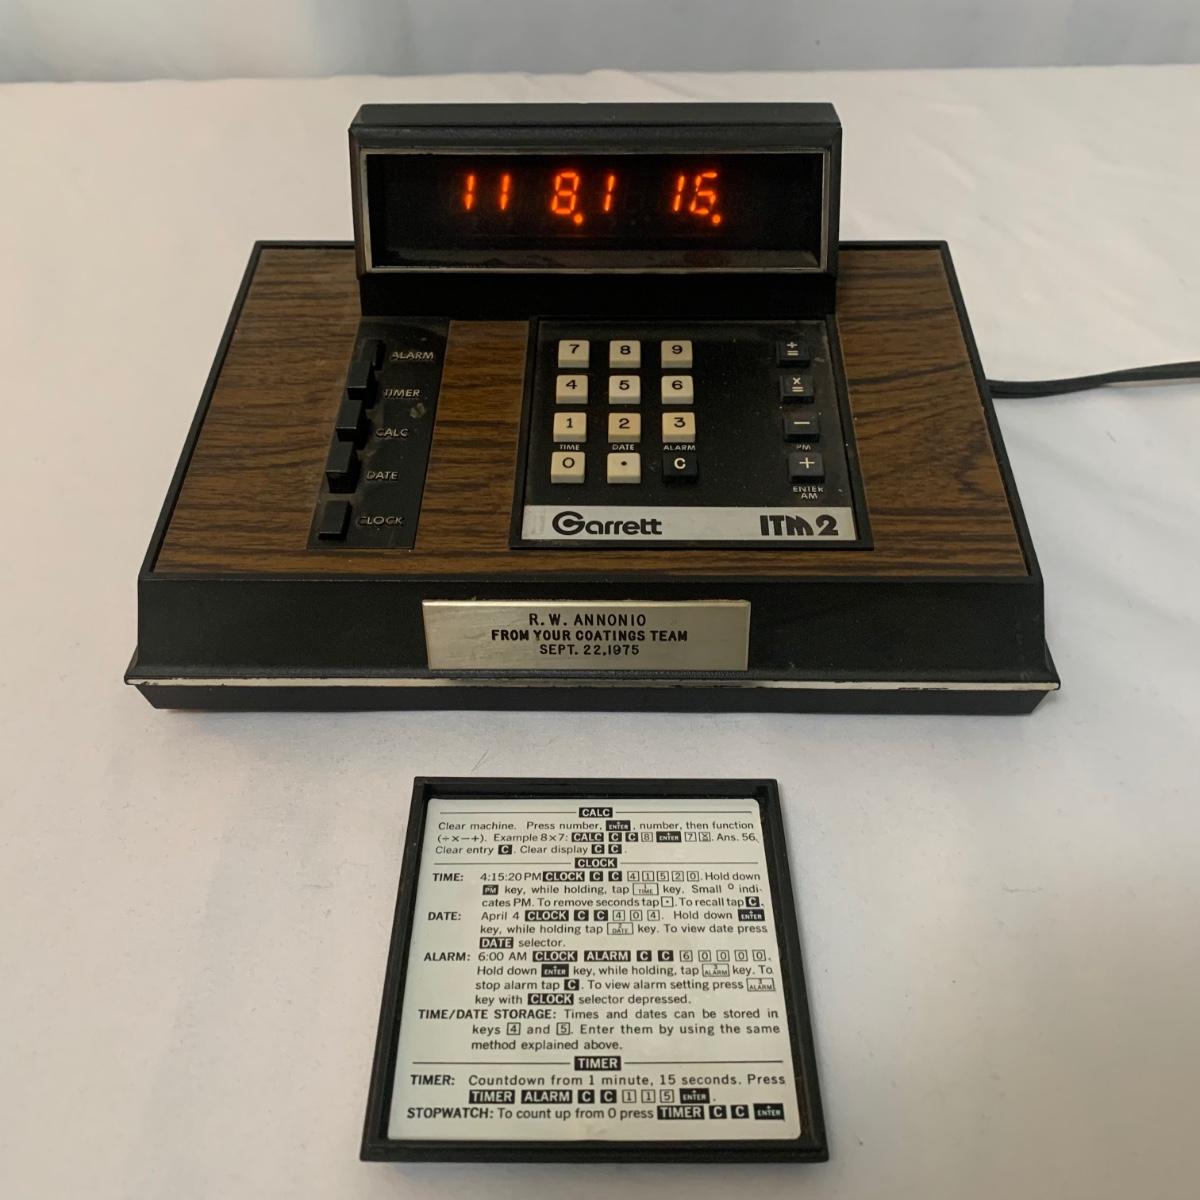 11 8.1 16.
ALARM
TIMER
CALC
DATE
CLOCK
7 8 9 ÷ =
4 5 6 × =
1 2 3 −
TIME DATE ALARM PM
0 . C +
ENTER
AM
Garrett ITM2
R. W. ANNONIO
FROM YOUR COATINGS TEAM
SEPT. 22, 1975
CALC
Clear machine. Press number, + ENTER, number, then function
(÷×−+). Example 8×7: CALC C C 8 + ENTER 7 × =. Ans. 56,
Clear entry C. Clear display C C.
CLOCK
TIME: 4:15:20 PM CLOCK C C 4 1 5 2 0. Hold down
PM key, while holding, tap 1 TIME key. Small o indi-
cates PM. To remove seconds tap •. To recall tap C.
DATE: April 4 CLOCK C C 4 0 4. Hold down + ENTER
key, while holding tap 2 DATE key. To view date press
DATE selector.
ALARM: 6:00 AM CLOCK ALARM C C 6 0 0 0 0.
Hold down + ENTER key, while holding, tap 3 ALARM key. To
stop alarm tap C. To view alarm setting press 3 ALARM
key with CLOCK selector depressed.
TIME/DATE STORAGE: Times and dates can be stored in
keys 4 and 5. Enter them by using the same
method explained above.
TIMER
TIMER: Countdown from 1 minute, 15 seconds. Press
TIMER ALARM C C 1 1 5 + ENTER.
STOPWATCH: To count up from 0 press TIMER C C + ENTER